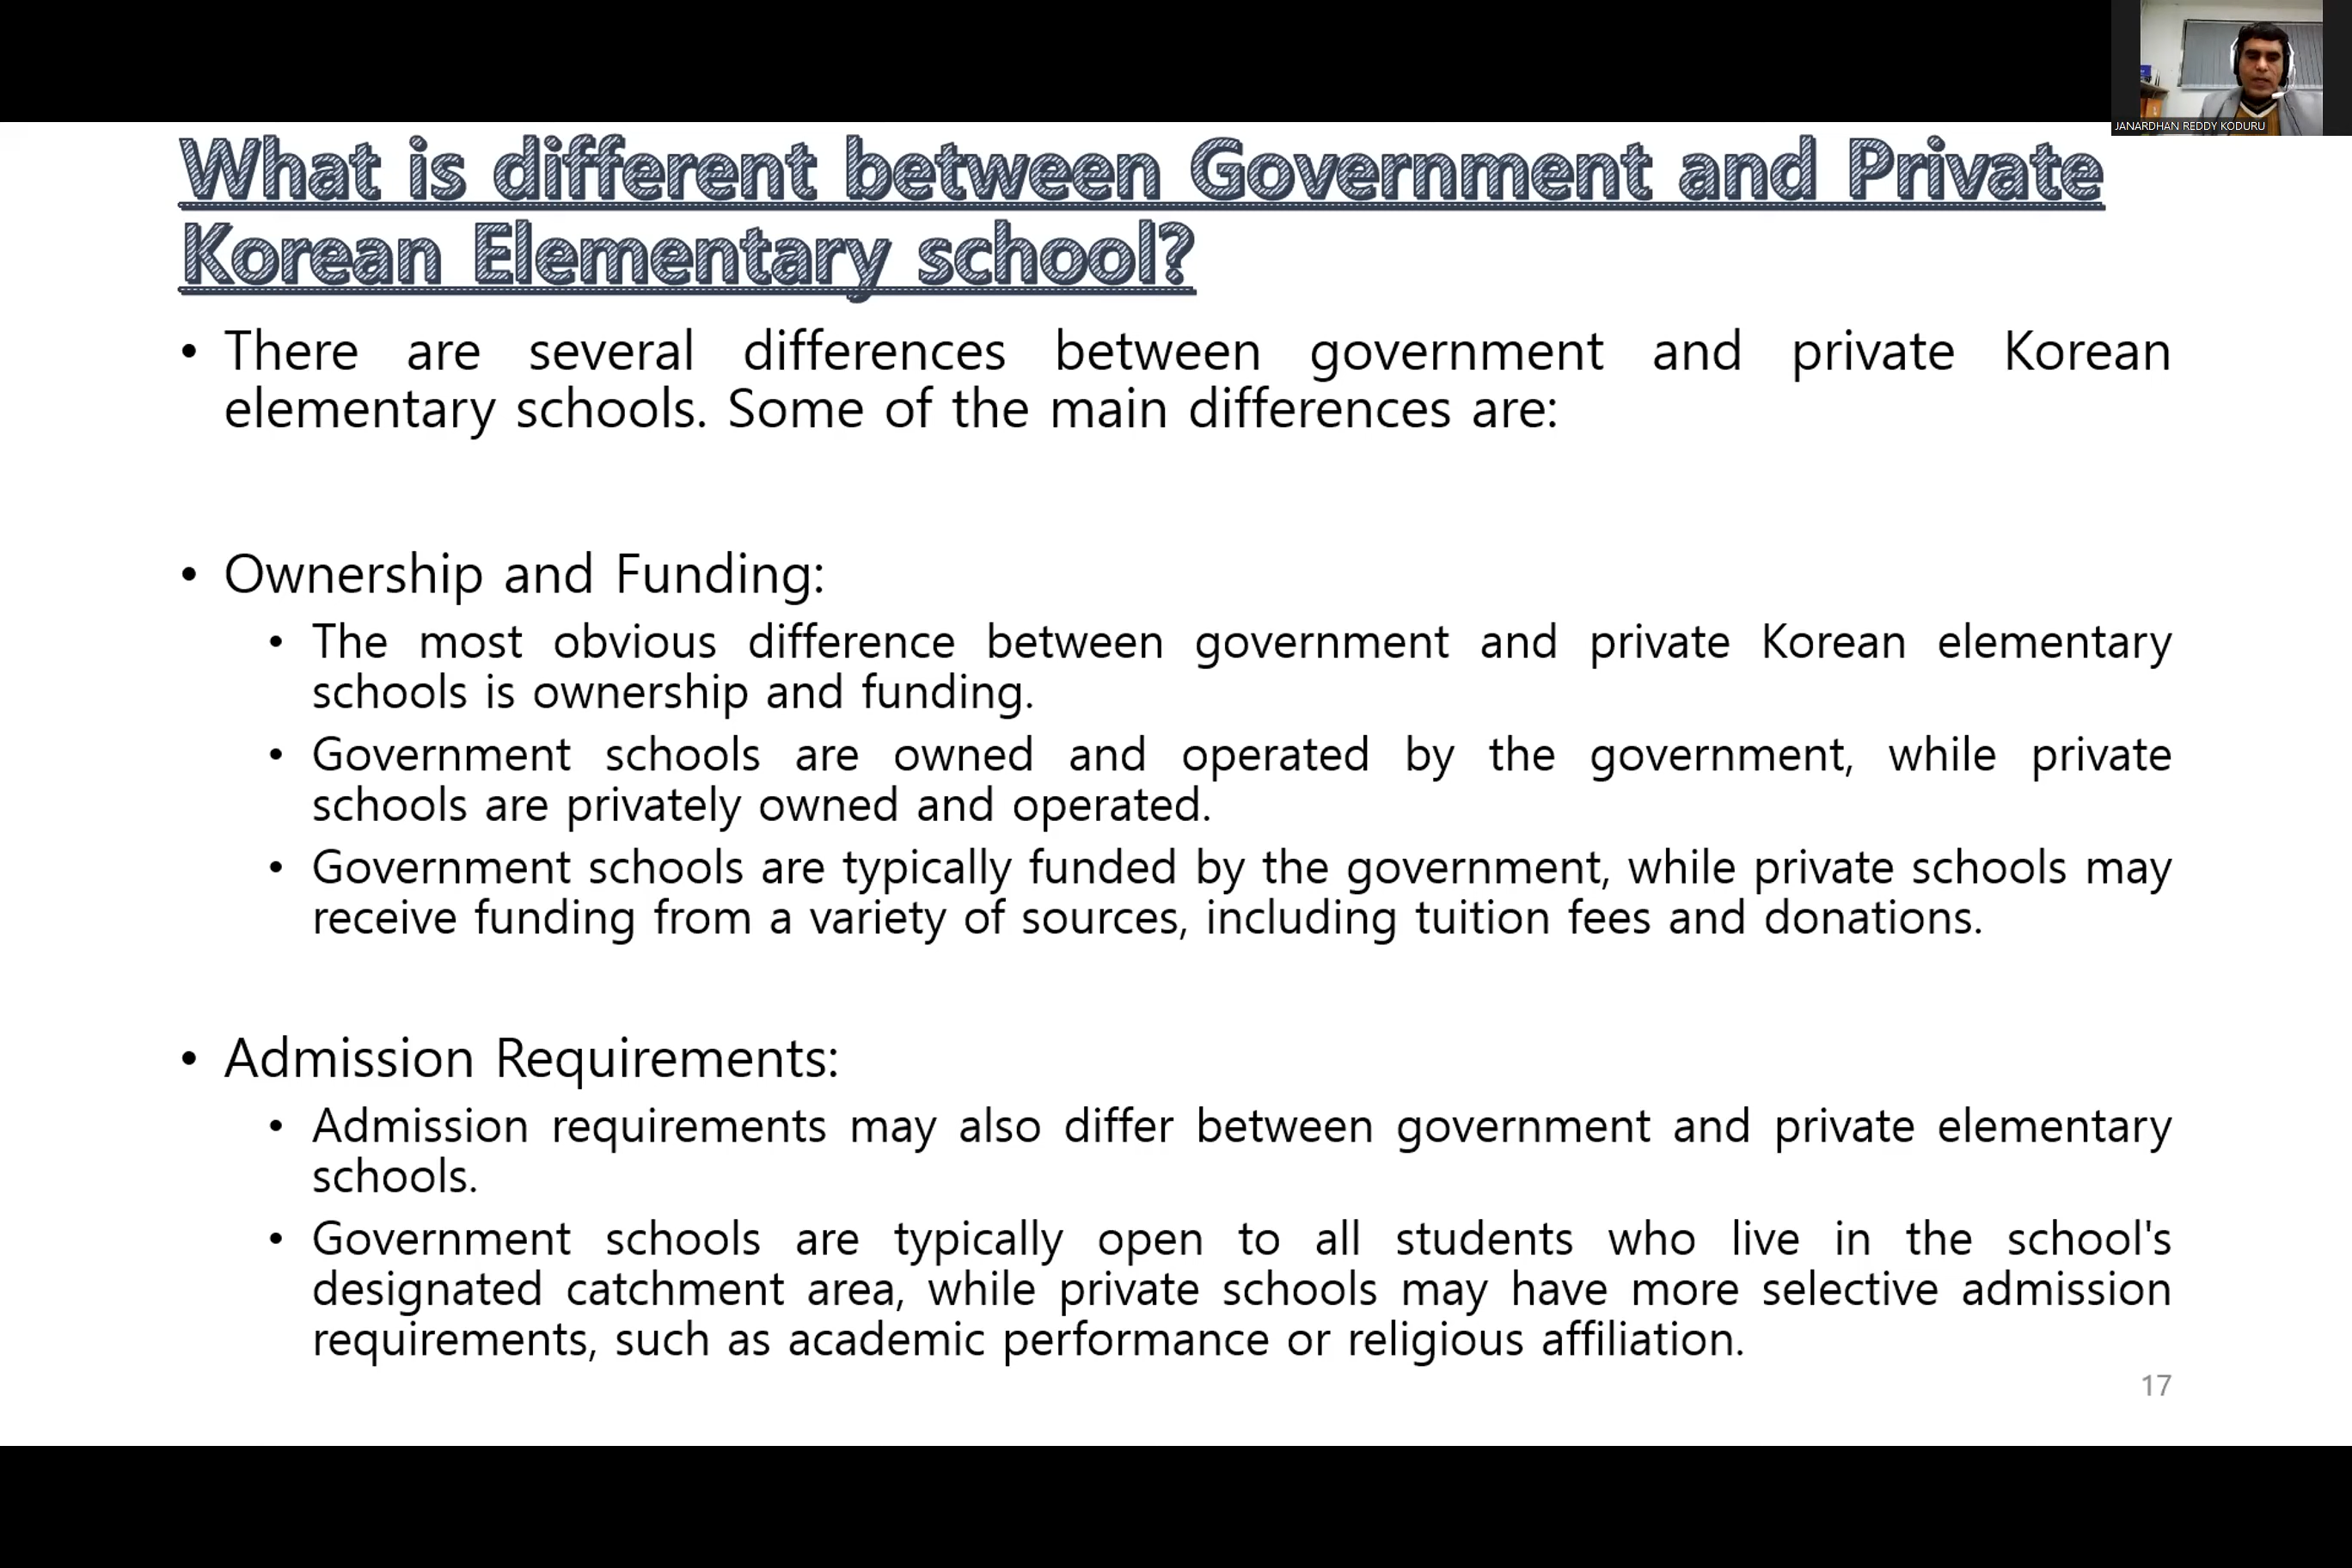 JANARDHAN REDDY KODURU
What is different between Government and Private
Korean Elementary school?
• There are several differences between government and private Korean
elementary schools. Some of the main differences are:
• Ownership and Funding:
• The most obvious difference between government and private Korean elementary
schools is ownership and funding.
• Government schools are owned and operated by the government, while private
schools are privately owned and operated.
• Government schools are typically funded by the government, while private schools may
receive funding from a variety of sources, including tuition fees and donations.
• Admission Requirements:
• Admission requirements may also differ between government and private elementary
schools.
• Government schools are typically open to all students who live in the school's
designated catchment area, while private schools may have more selective admission
requirements, such as academic performance or religious affiliation.
17